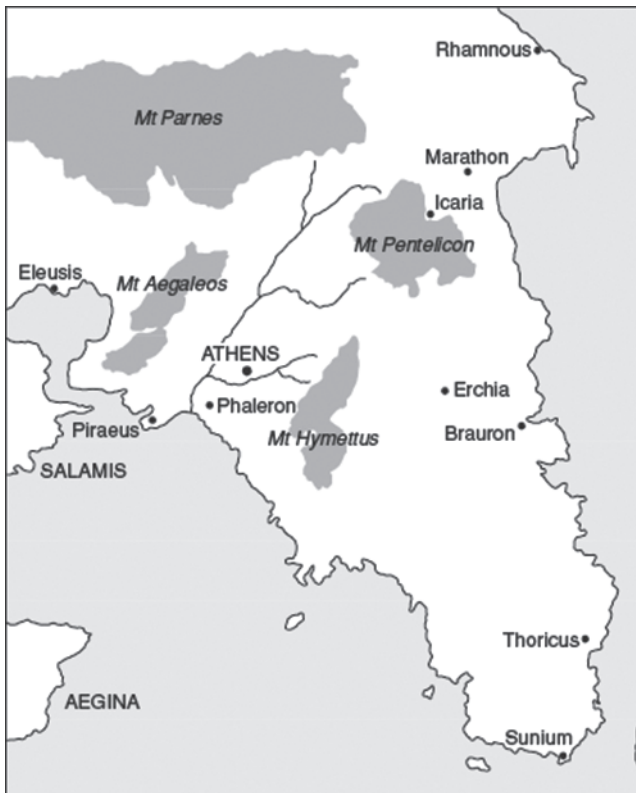 Rhamnous
Mt Parnes
Marathon
Icaria
Mt Pentelicon
Eleusis
Mt Aegaleos
ATHENS
Erchia
Phaleron
Piraeus
Mt Hymettus
Brauron
SALAMIS
Thoricus
AEGINA
Sunium